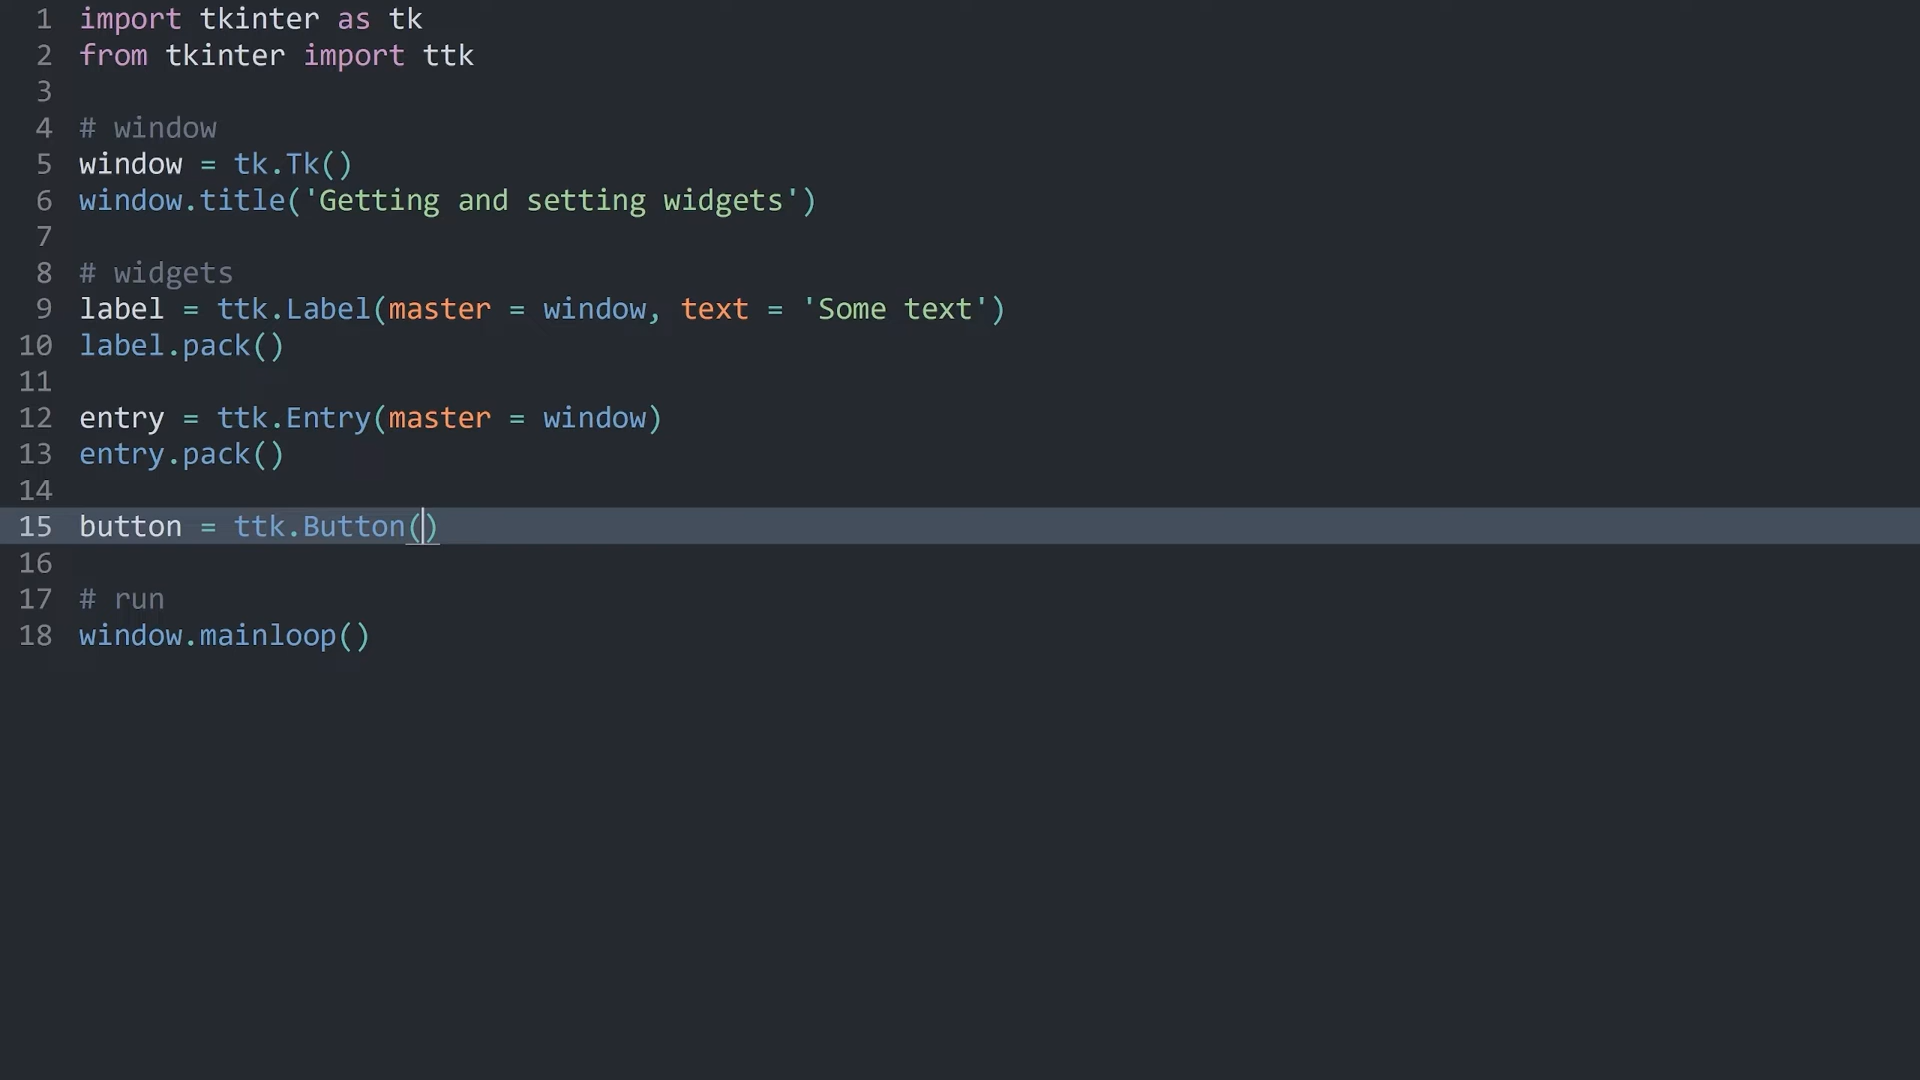 1 import tkinter as tk
2 from tkinter import ttk
3
4 # window
5 window = tk.Tk()
6 window.title('Getting and setting widgets')
7
8 # widgets
9 label = ttk.Label(master = window, text = 'Some text')
10 label.pack()
11
12 entry = ttk.Entry(master = window)
13 entry.pack()
14
15 button = ttk.Button()
16
17 # run
18 window.mainloop()